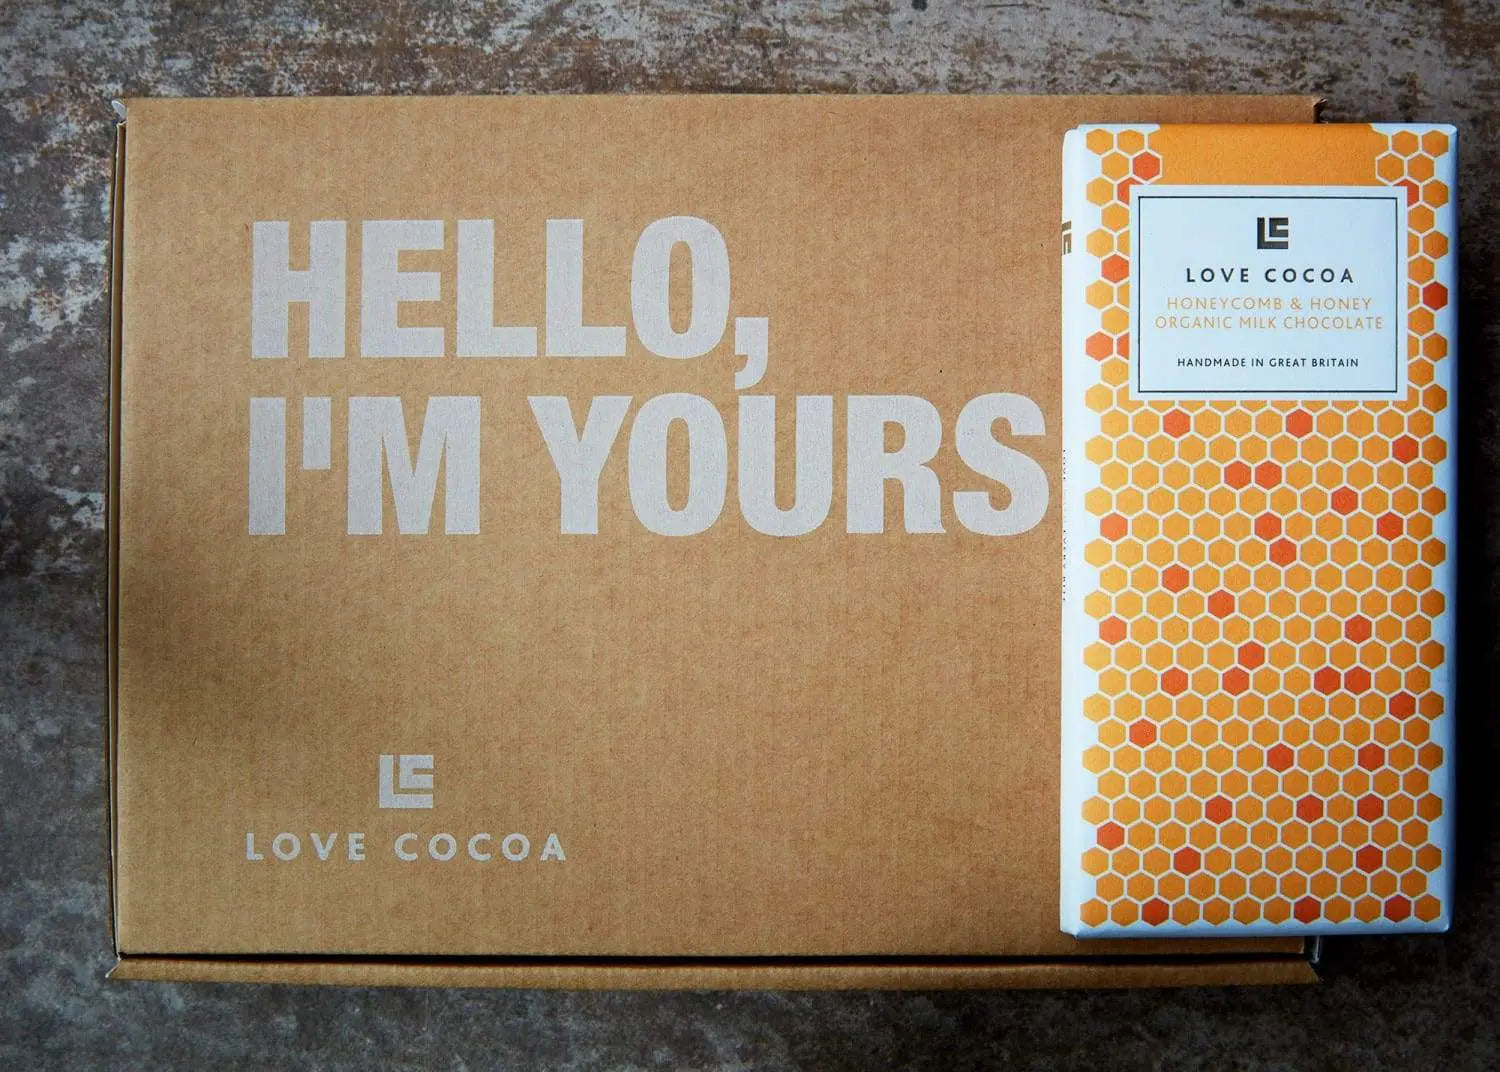 HELLO,
I'M YOURS
LOVE COCOA
LOVE COCOA
HONEYCOMB & HONEY
ORGANIC MILK CHOCOLATE
HANDMADE IN GREAT BRITAIN